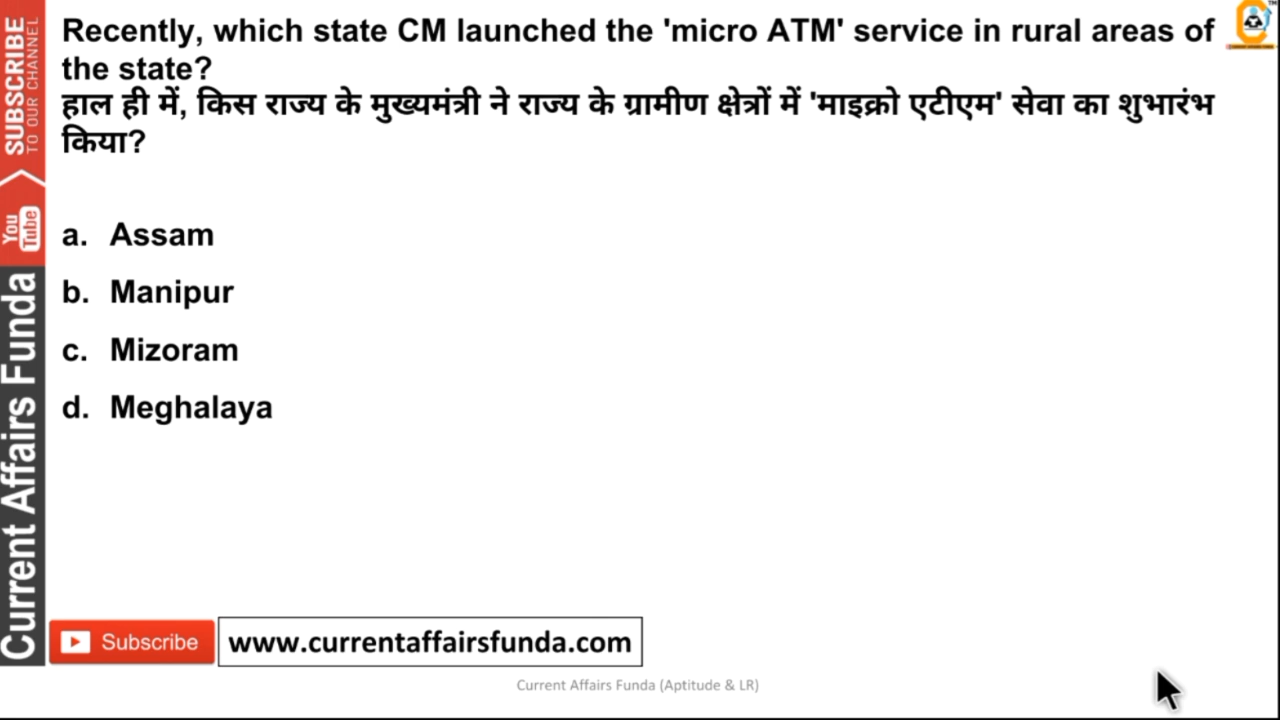 Recently, which state CM launched the 'micro ATM' service in rural areas of
the state?
हाल ही में, किस राज्य के मुख्यमंत्री ने राज्य के ग्रामीण क्षेत्रों में 'माइक्रो एटीएम' सेवा का शुभारंभ
किया?
a. Assam
b. Manipur
c. Mizoram
d. Meghalaya
SUBSCRIBE
TO OUR CHANNEL
You
Tube
Current Affairs Funda
Subscribe
www.currentaffairsfunda.com
Current Affairs Funda (Aptitude & LR)
TM